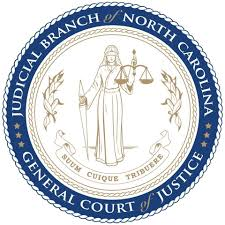 JUDICIAL BRANCH of NORTH CAROLINA
SUUM CUIQUE TRIBUERE
GENERAL COURT of JUSTICE